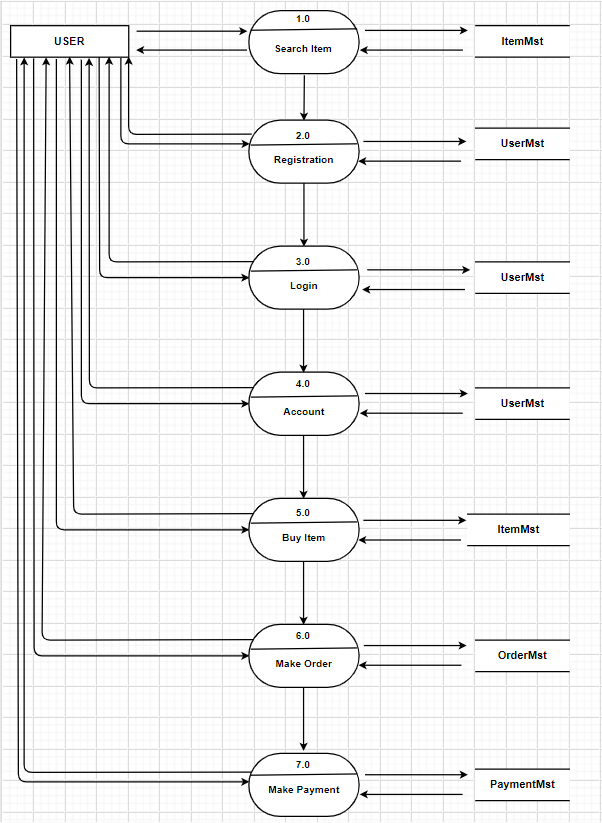 1.0
USER
Search Item
ItemMst
2.0
Registration
UserMst
3.0
Login
UserMst
4.0
Account
UserMst
5.0
Buy Item
ItemMst
6.0
Make Order
OrderMst
7.0
Make Payment
PaymentMst